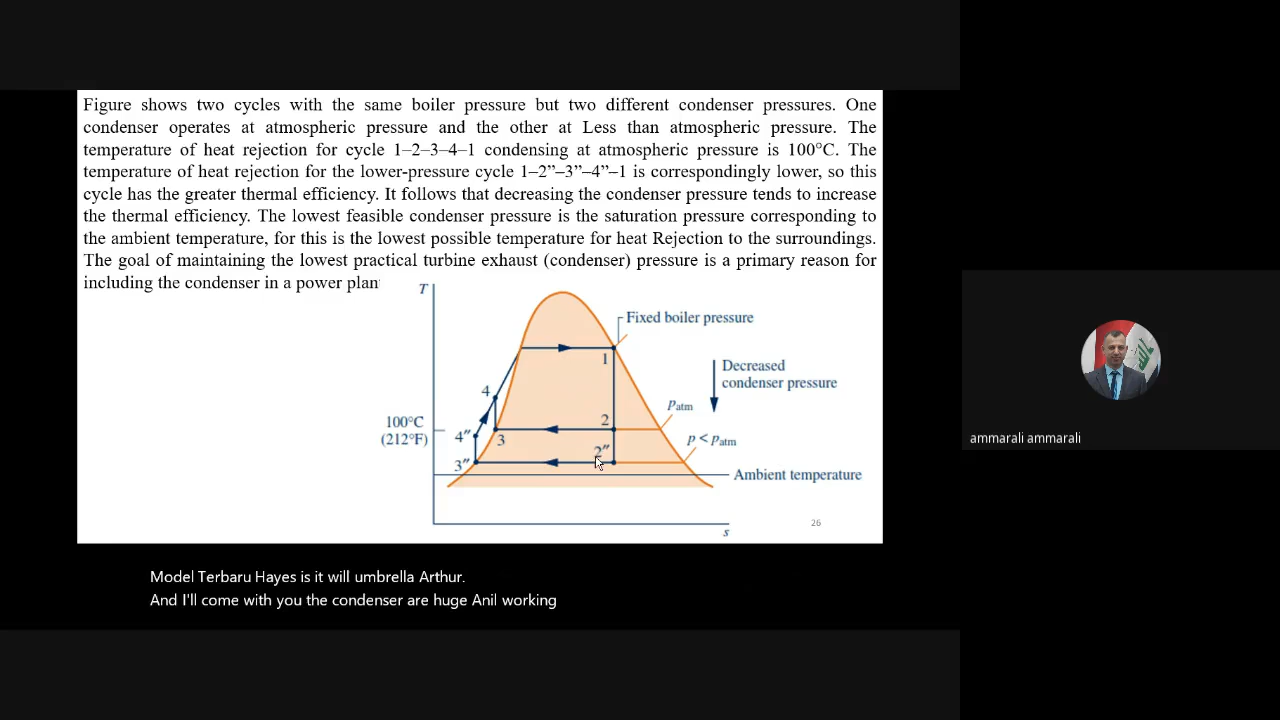 Figure shows two cycles with the same boiler pressure but two different condenser pressures. One
condenser operates at atmospheric pressure and the other at Less than atmospheric pressure. The
temperature of heat rejection for cycle 1–2–3–4–1 condensing at atmospheric pressure is 100°C. The
temperature of heat rejection for the lower-pressure cycle 1–2”–3”–4”–1 is correspondingly lower, so this
cycle has the greater thermal efficiency. It follows that decreasing the condenser pressure tends to increase
the thermal efficiency. The lowest feasible condenser pressure is the saturation pressure corresponding to
the ambient temperature, for this is the lowest possible temperature for heat Rejection to the surroundings.
The goal of maintaining the lowest practical turbine exhaust (condenser) pressure is a primary reason for
including the condenser in a power plan
T
Fixed boiler pressure
1
Decreased
condenser pressure
4
patm
100°C
(212°F)
2
4″
3
p < patm
2″
3″
Ambient temperature
s
26
ammarali ammarali
Model Terbaru Hayes is it will umbrella Arthur.
And I'll come with you the condenser are huge Anil working